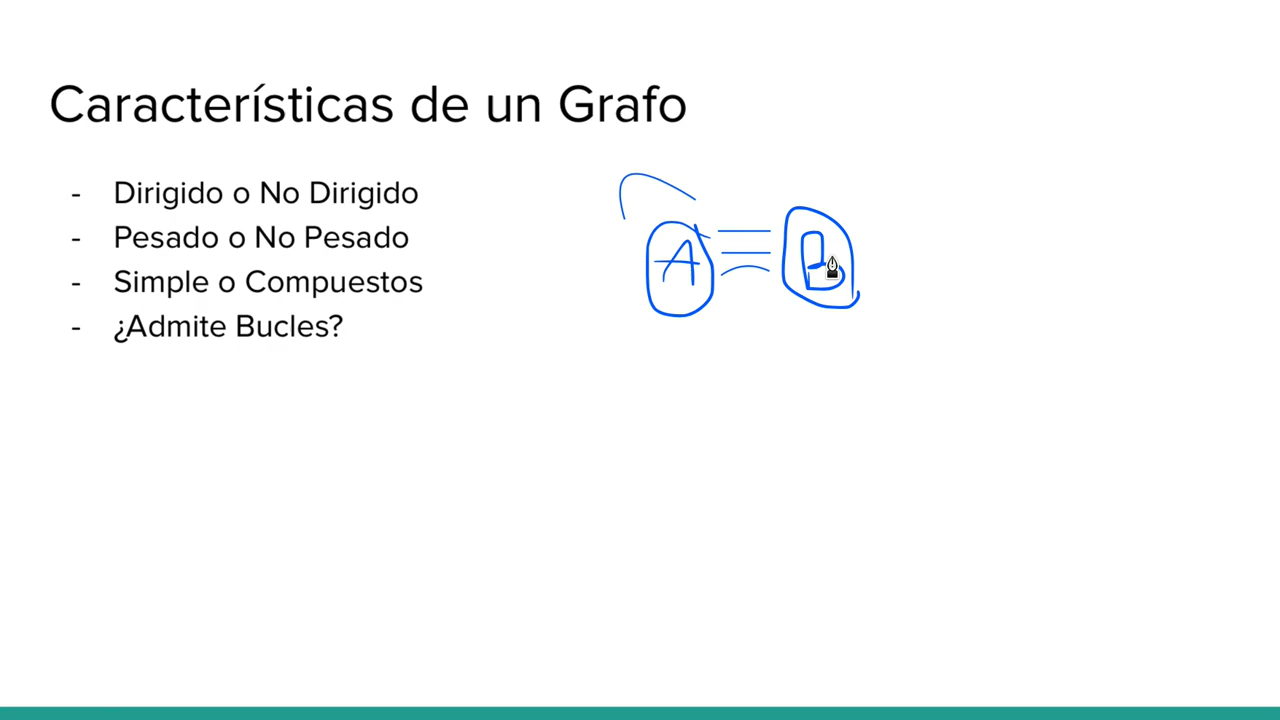 Características de un Grafo
- Dirigido o No Dirigido
- Pesado o No Pesado
- Simple o Compuestos
- ¿Admite Bucles?
A B